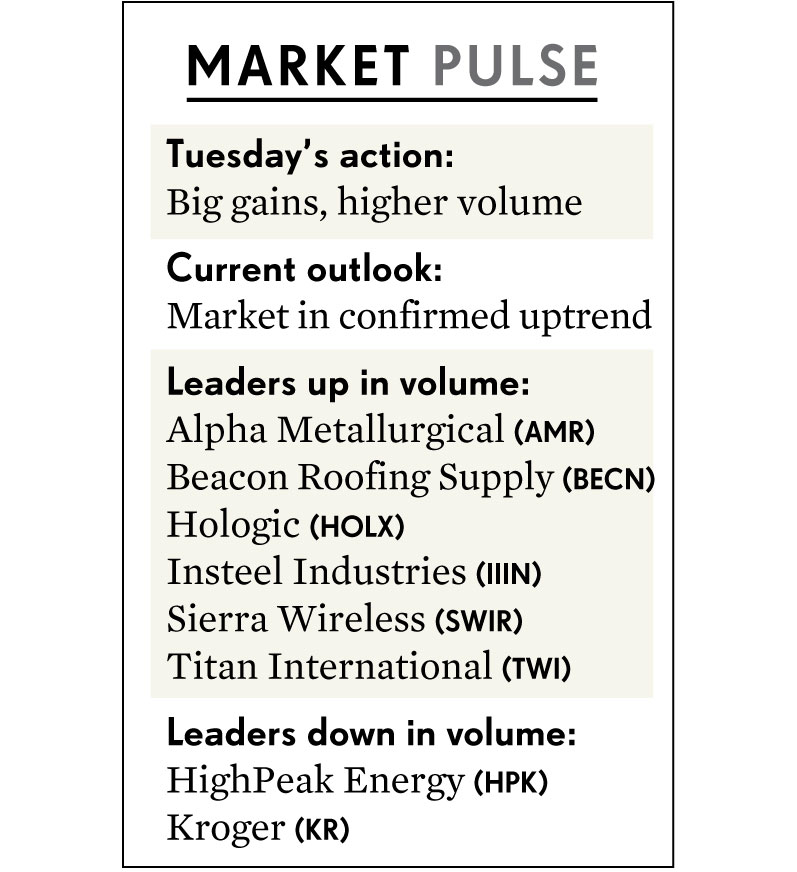 MARKET PULSE
Tuesday’s action:
Big gains, higher volume
Current outlook:
Market in confirmed uptrend
Leaders up in volume:
Alpha Metallurgical (AMR)
Beacon Roofing Supply (BECN)
Hologic (HOLX)
Insteel Industries (IIIN)
Sierra Wireless (SWIR)
Titan International (TWI)
Leaders down in volume:
HighPeak Energy (HPK)
Kroger (KR)